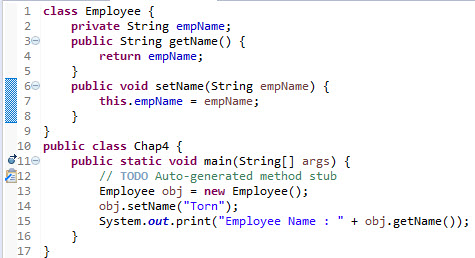 1 class Employee {
2     private String empName;
3     public String getName() {
4         return empName;
5     }
6     public void setName(String empName) {
7         this.empName = empName;
8     }
9 }
10 public class Chap4 {
11     public static void main(String[] args) {
12         // TODO Auto-generated method stub
13         Employee obj = new Employee();
14         obj.setName("Torn");
15         System.out.print("Employee Name : " + obj.getName());
16     }
17 }